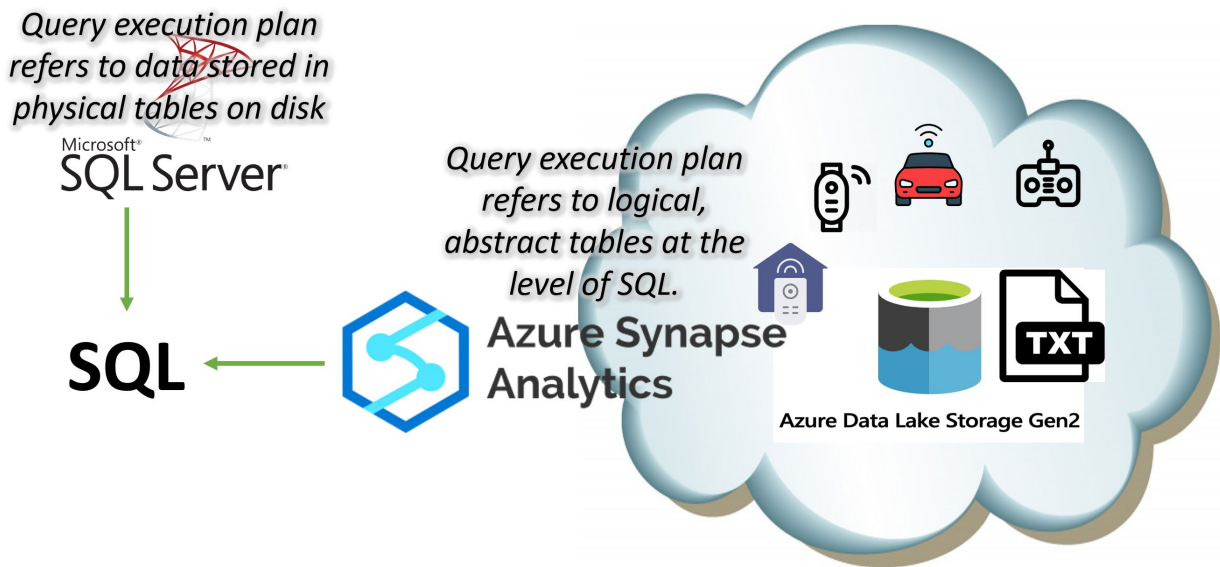 Query execution plan
refers to data stored in
physical tables on disk
Microsoft®
SQL Server®
™
Query execution plan
refers to logical,
abstract tables at the
level of SQL.
SQL
Azure Synapse
Analytics
TXT
Azure Data Lake Storage Gen2